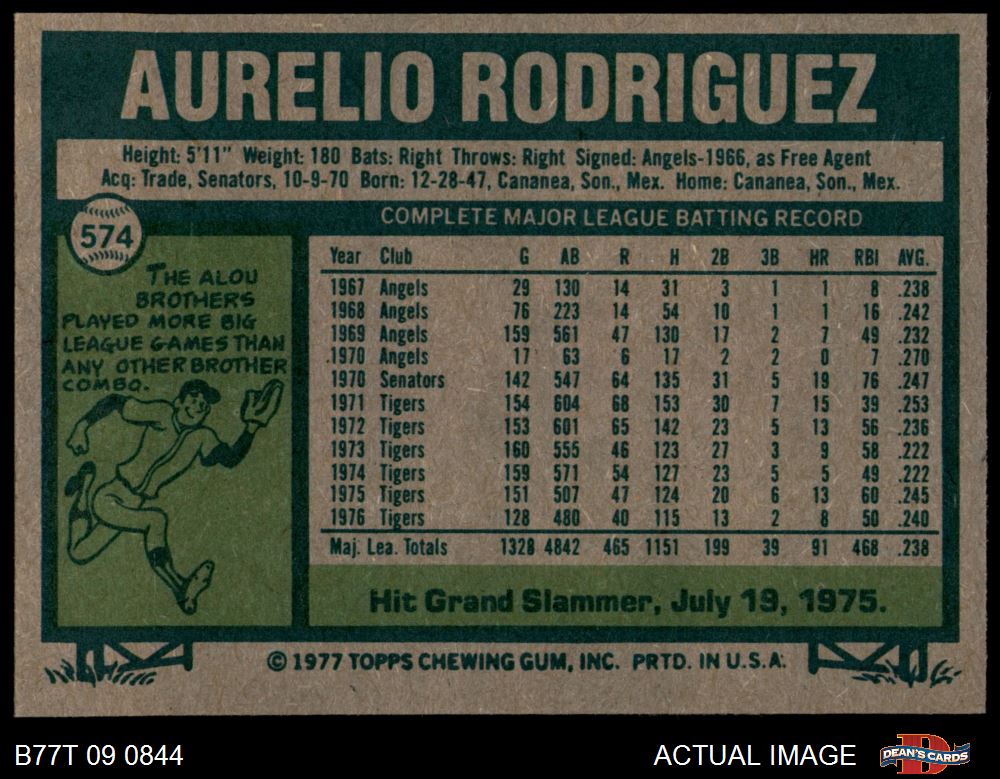 AURELIO RODRIGUEZ
Height: 5'11" Weight: 180 Bats: Right Throws: Right Signed: Angels-1966, as Free Agent
Acq: Trade, Senators, 10-9-70 Born: 12-28-47, Cananea, Son., Mex. Home: Cananea, Son., Mex.
574
THE ALOU
BROTHERS
PLAYED MORE BIG
LEAGUE GAMES THAN
ANY OTHER BROTHER
COMBO.
COMPLETE MAJOR LEAGUE BATTING RECORD
Year Club G AB R H 2B 3B HR RBI AVG.
1967 Angels 29 130 14 31 3 1 1 8 .238
1968 Angels 76 223 14 54 10 1 1 16 .242
1969 Angels 159 561 47 130 17 2 7 49 .232
1970 Angels 17 63 6 17 2 2 0 7 .270
1970 Senators 142 547 64 135 31 5 19 76 .247
1971 Tigers 154 604 68 153 30 7 15 39 .253
1972 Tigers 153 601 65 142 23 5 13 56 .236
1973 Tigers 160 555 46 123 27 3 9 58 .222
1974 Tigers 159 571 54 127 23 5 5 49 .222
1975 Tigers 151 507 47 124 20 6 13 60 .245
1976 Tigers 128 480 40 115 13 2 8 50 .240
Maj. Lea. Totals 1328 4842 465 1151 199 39 91 468 .238
Hit Grand Slammer, July 19, 1975.
© 1977 TOPPS CHEWING GUM, INC. PRTD. IN U.S.A.
B77T 09 0844
ACTUAL IMAGE
DEAN'S CARDS